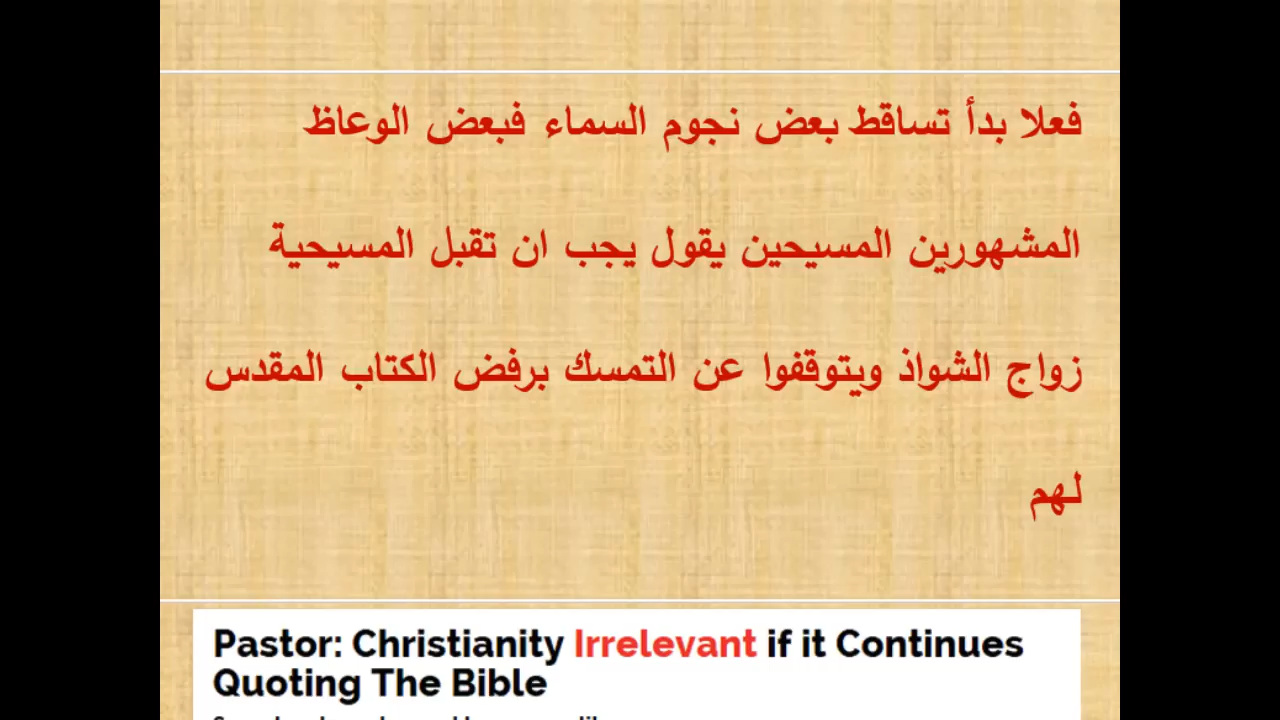 فعلا بدأ تساقط بعض نجوم السماء فبعض الوعاظ
المشهورين المسيحين يقول يجب ان تقبل المسيحية
زواج الشواذ ويتوقفوا عن التمسك برفض الكتاب المقدس
لهم
Pastor: Christianity Irrelevant if it Continues
Quoting The Bible